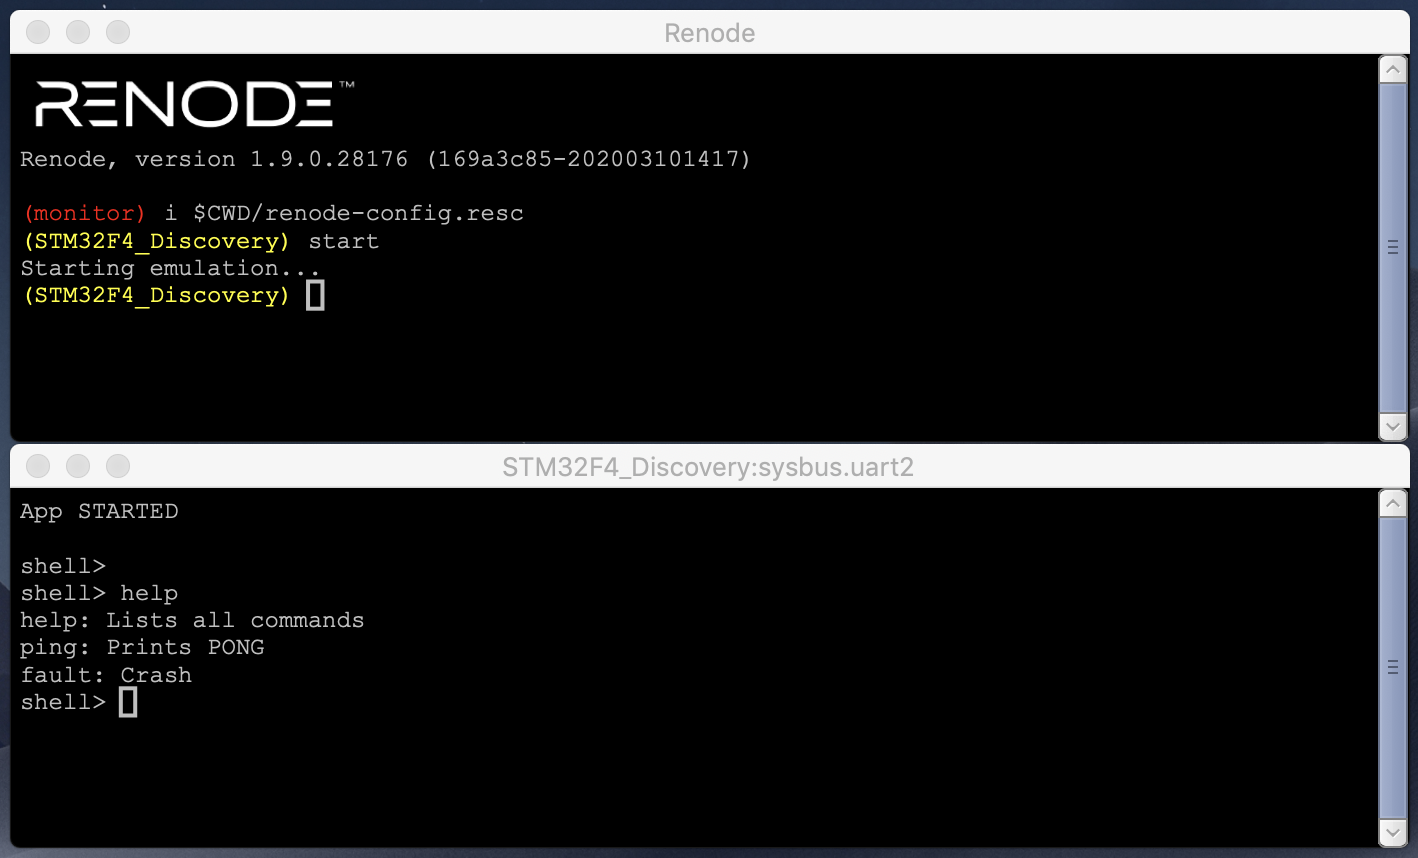 Renode
RENODE™
Renode, version 1.9.0.28176 (169a3c85-202003101417)
(monitor) i $CWD/renode-config.resc
(STM32F4_Discovery) start
Starting emulation...
(STM32F4_Discovery)
STM32F4_Discovery:sysbus.uart2
App STARTED
shell>
shell> help
help: Lists all commands
ping: Prints PONG
fault: Crash
shell>